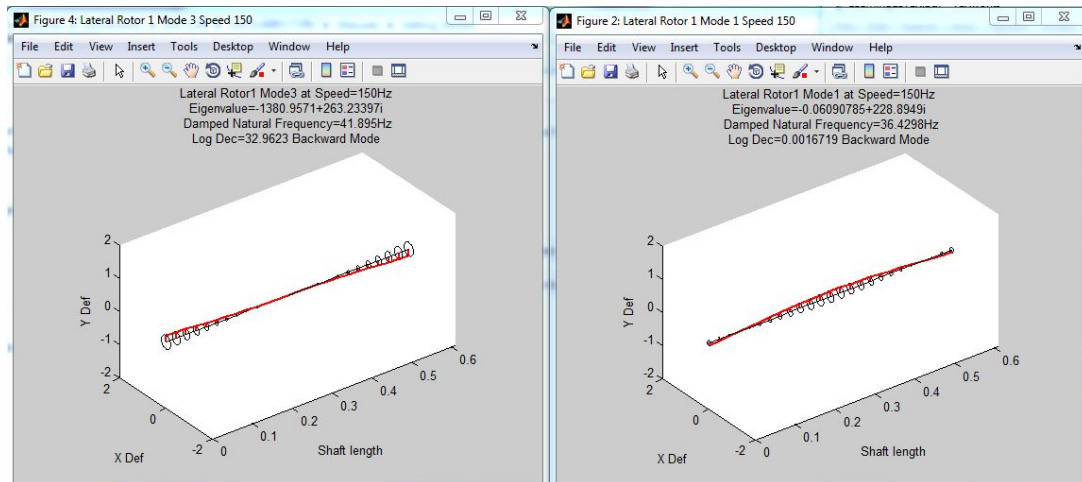 Figure 4: Lateral Rotor 1 Mode 3 Speed 150
File Edit View Insert Tools Desktop Window Help
Lateral Rotor1 Mode3 at Speed=150Hz
Eigenvalue=-1380.9571+263.23397i
Damped Natural Frequency=41.895Hz
Log Dec=32.9623 Backward Mode
2
1
0
-1
-2
Y Def
2
0
-2
X Def
0
0.1
0.2
0.3
0.4
0.5
0.6
Shaft length
Figure 2: Lateral Rotor 1 Mode 1 Speed 150
File Edit View Insert Tools Desktop Window Help
Lateral Rotor1 Mode1 at Speed=150Hz
Eigenvalue=-0.06090785+228.8949i
Damped Natural Frequency=36.4298Hz
Log Dec=0.0016719 Backward Mode
2
1
0
-1
-2
Y Def
2
0
-2
X Def
0
0.1
0.2
0.3
0.4
0.5
0.6
Shaft length